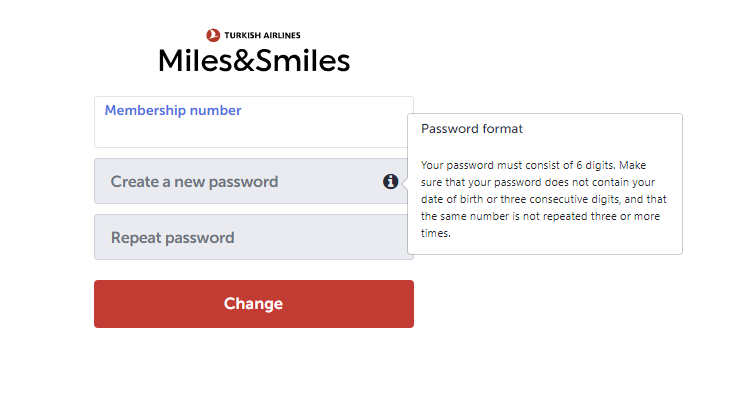 TURKISH AIRLINES
Miles&Smiles
Membership number
Create a new password
Repeat password
Change
Password format
Your password must consist of 6 digits. Make
sure that your password does not contain your
date of birth or three consecutive digits, and that
the same number is not repeated three or more
times.